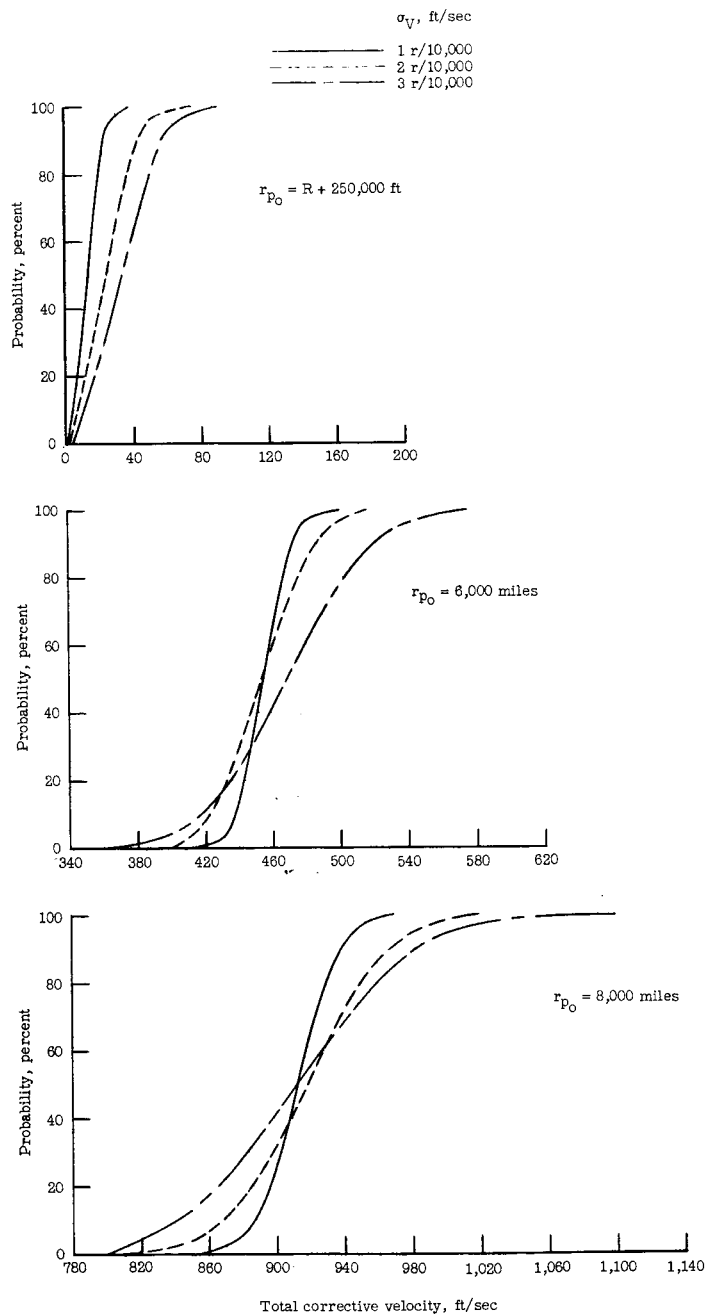 σV, ft/sec
1 r/10,000
2 r/10,000
3 r/10,000
100
80
60
40
20
0
Probability, percent
rpo = R + 250,000 ft
0 40 80 120 160 200
100
80
60
40
20
0
Probability, percent
rpo = 6,000 miles
340 380 420 460 500 540 580 620
100
80
60
40
20
0
Probability, percent
rpo = 8,000 miles
780 820 860 900 940 980 1,020 1,060 1,100 1,140
Total corrective velocity, ft/sec